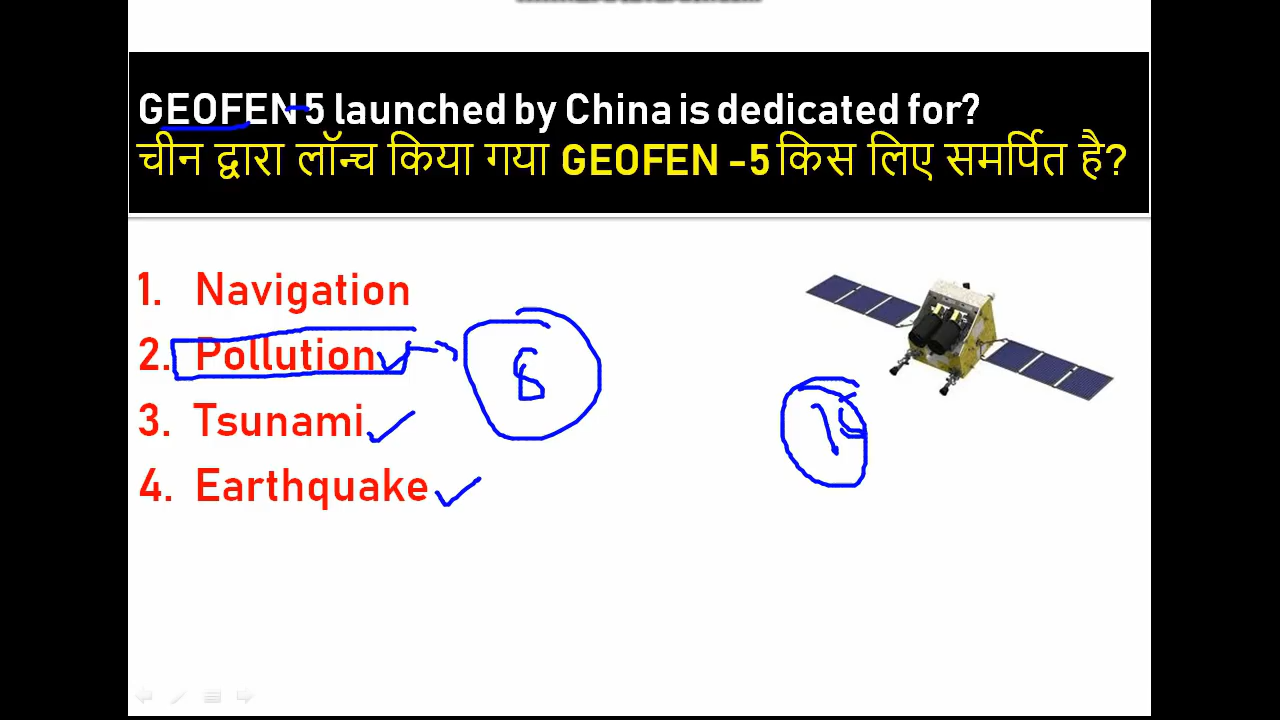 GEOFEN-5 launched by China is dedicated for?
चीन द्वारा लॉन्च किया गया GEOFEN -5 किस लिए समर्पित है?
1. Navigation
2. Pollution
3. Tsunami
4. Earthquake